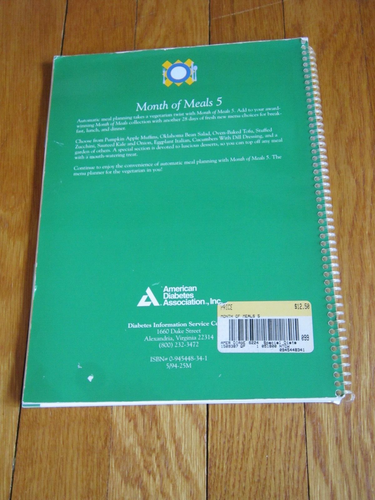 Month of Meals 5
Automatic meal planning takes a vegetarian twist with Month of Meals 5. Add to your award-
winning Month of Meals collection with another 28 days of fresh new menu choices for break-
fast, lunch, and dinner.
Choose from Pumpkin Apple Muffins, Oklahoma Bean Salad, Oven-Baked Tofu, Stuffed
Zucchini, Sauteed Kale and Onion, Eggplant Italian, Cucumbers With Dill Dressing, and a
garden of others. A special section is devoted to luscious desserts, so you can top off any meal
with a mouth-watering treat.
Continue to enjoy the convenience of automatic meal planning with Month of Meals 5. The
menu planner for the vegetarian in you!
American
Diabetes
Association, Inc.
Diabetes Information Service
1660 Duke Street
Alexandria, Virginia 22314
(800) 232-3472
ISBN# 0-945448-34-1
5/94-25M
PRICE $12.50
MONTH OF MEALS 5
099